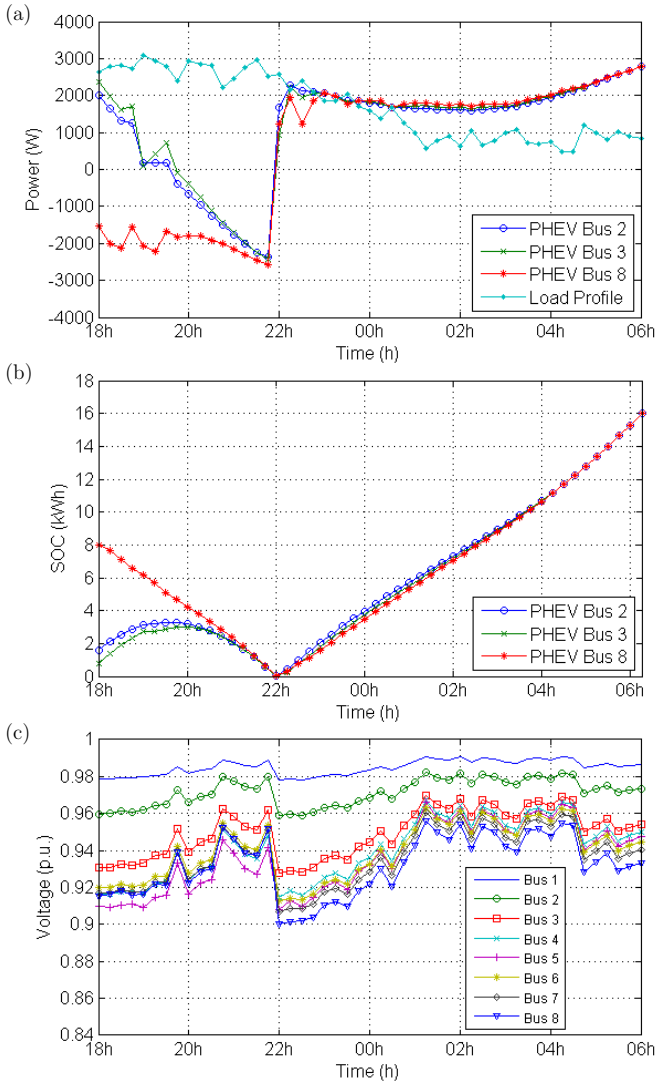 (a)
4000
3000
2000
1000
0
-1000
-2000
-3000
-4000
Power (W)
PHEV Bus 2
PHEV Bus 3
PHEV Bus 8
Load Profile
18h 20h 22h 00h 02h 04h 06h
Time (h)
(b)
18
16
14
12
10
8
6
4
2
0
SOC (kWh)
PHEV Bus 2
PHEV Bus 3
PHEV Bus 8
18h 20h 22h 00h 02h 04h 06h
Time (h)
(c)
1
0.98
0.96
0.94
0.92
0.9
0.88
0.86
0.84
Voltage (p.u.)
Bus 1
Bus 2
Bus 3
Bus 4
Bus 5
Bus 6
Bus 7
Bus 8
18h 20h 22h 00h 02h 04h 06h
Time (h)